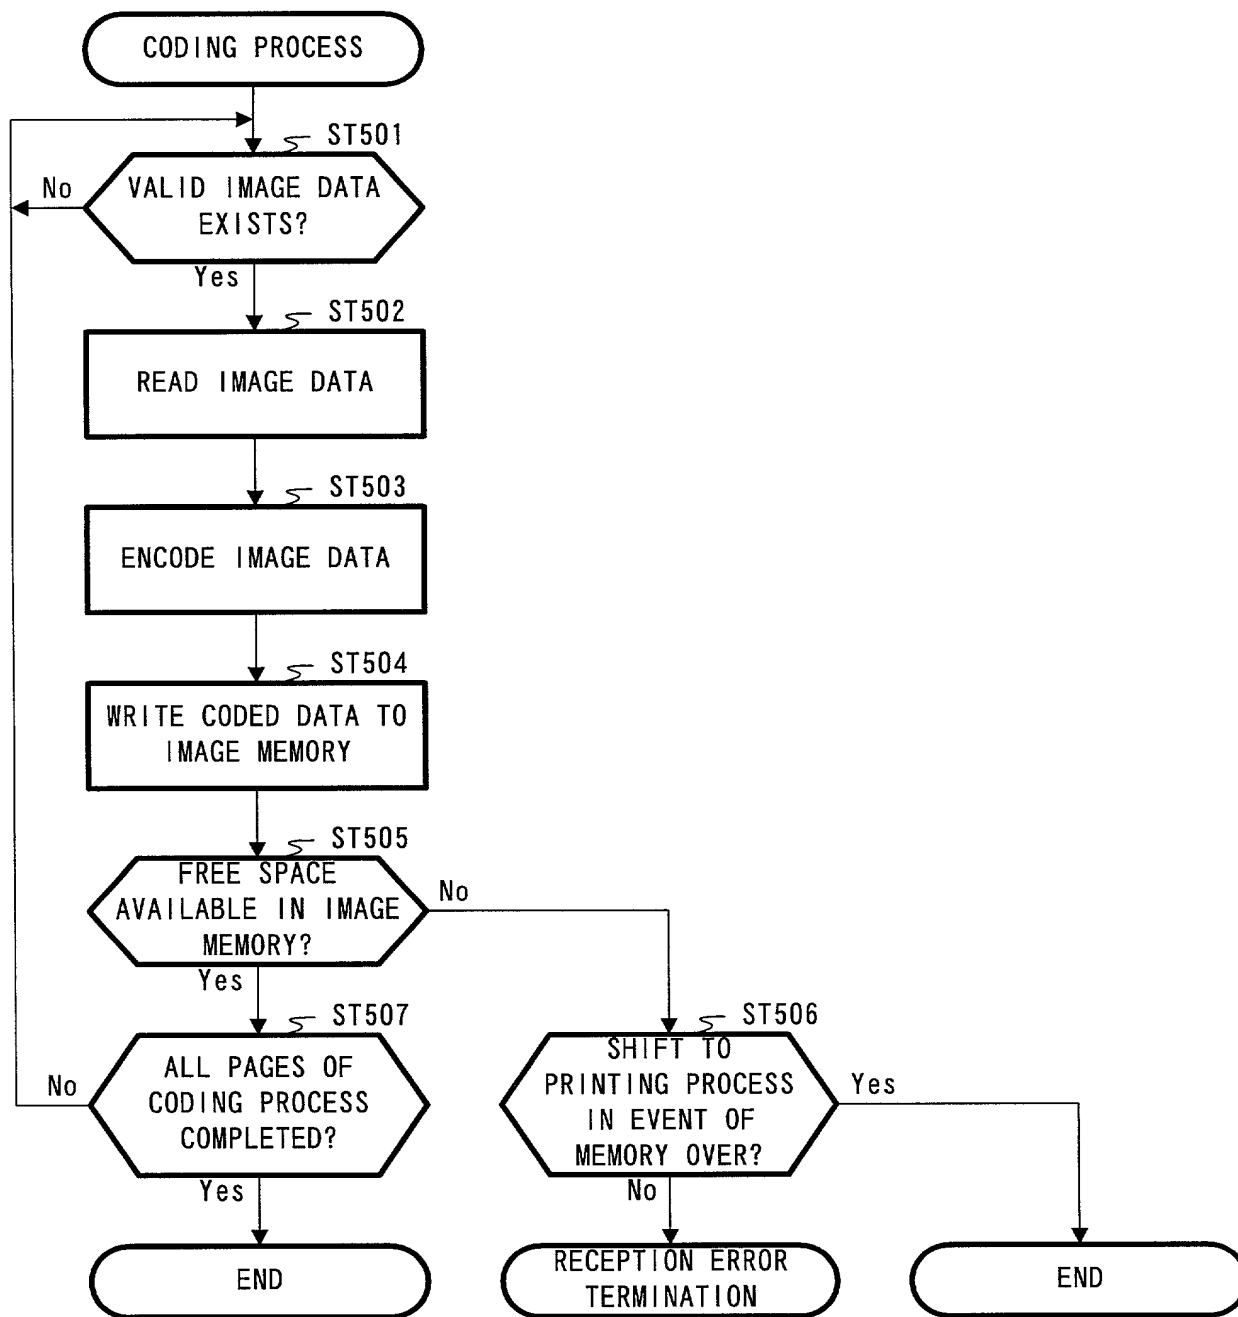 CODING PROCESS
ST501
No
VALID IMAGE DATA
EXISTS?
Yes
ST502
READ IMAGE DATA
ST503
ENCODE IMAGE DATA
ST504
WRITE CODED DATA TO
IMAGE MEMORY
ST505
FREE SPACE
AVAILABLE IN IMAGE
MEMORY?
No
Yes
ST507
ALL PAGES OF
CODING PROCESS
COMPLETED?
No
Yes
END
ST506
SHIFT TO
PRINTING PROCESS
IN EVENT OF
MEMORY OVER?
Yes
No
RECEPTION ERROR
TERMINATION
END